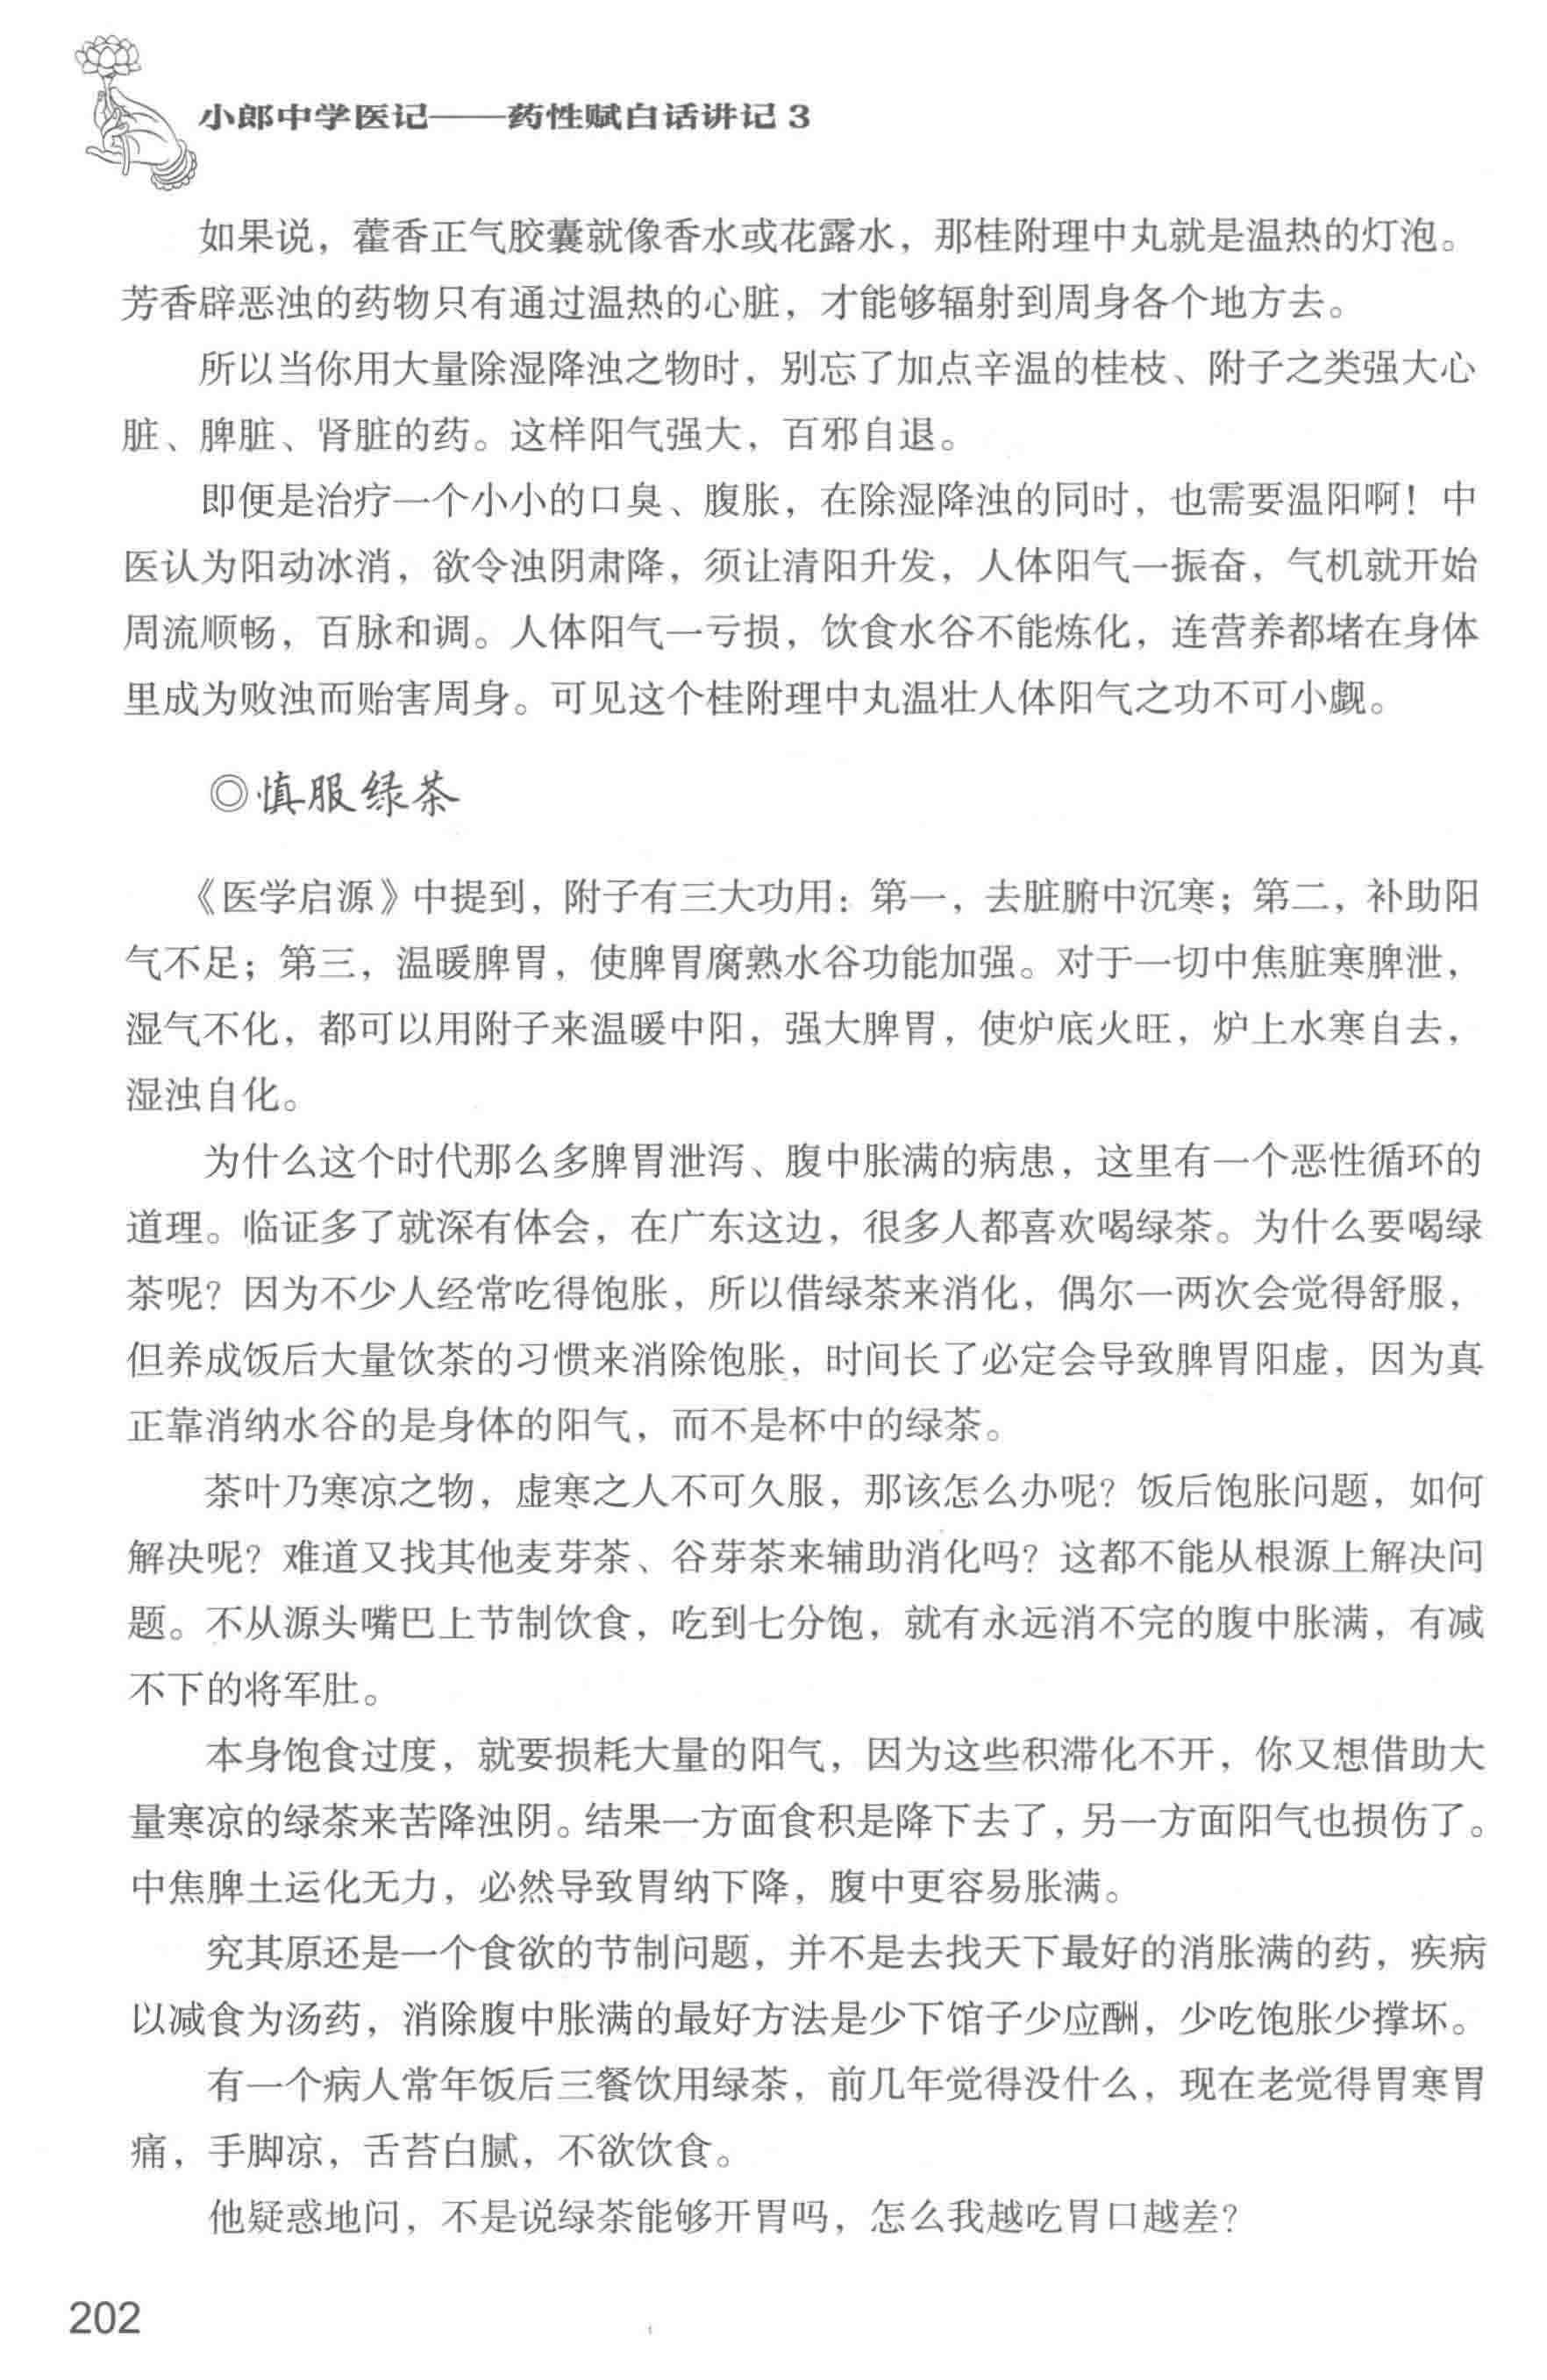 小郎中学医记——药性赋白话讲记 3
如果说，藿香正气胶囊就像香水或花露水，那桂附理中丸就是温热的灯泡。
芳香辟恶浊的药物只有通过温热的心脏，才能够辐射到周身各个地方去。
所以当你用大量除湿降浊之物时，别忘了加点辛温的桂枝、附子之类强大心
脏、脾脏、肾脏的药。这样阳气强大，百邪自退。
即便是治疗一个小小的口臭、腹胀，在除湿降浊的同时，也需要温阳啊！中
医认为阳动冰消，欲令浊阴肃降，须让清阳升发，人体阳气一振奋，气机就开始
周流顺畅，百脉和调。人体阳气一亏损，饮食水谷不能炼化，连营养都堵在身体
里成为败浊而贻害周身。可见这个桂附理中丸温壮人体阳气之功不可小觑。
◎慎服绿茶
《医学启源》中提到，附子有三大功用：第一，去脏腑中沉寒；第二，补助阳
气不足；第三，温暖脾胃，使脾胃腐熟水谷功能加强。对于一切中焦脏寒脾泄，
湿气不化，都可以用附子来温暖中阳，强大脾胃，使炉底火旺，炉上水寒自去，
湿浊自化。
为什么这个时代那么多脾胃泄泻、腹中胀满的病患，这里有一个恶性循环的
道理。临证多了就深有体会，在广东这边，很多人都喜欢喝绿茶。为什么要喝绿
茶呢？因为不少人经常吃得饱胀，所以借绿茶来消化，偶尔一两次会觉得舒服，
但养成饭后大量饮茶的习惯来消除饱胀，时间长了必定会导致脾胃阳虚，因为真
正靠消纳水谷的是身体的阳气，而不是杯中的绿茶。
茶叶乃寒凉之物，虚寒之人不可久服，那该怎么办呢？饭后饱胀问题，如何
解决呢？难道又找其他麦芽茶、谷芽茶来辅助消化吗？这都不能从根源上解决问
题。不从源头嘴巴上节制饮食，吃到七分饱，就有永远消不完的腹中胀满，有减
不下的将军肚。
本身饱食过度，就要损耗大量的阳气，因为这些积滞化不开，你又想借助大
量寒凉的绿茶来苦降浊阴。结果一方面食积是降下去了，另一方面阳气也损伤了。
中焦脾土运化无力，必然导致胃纳下降，腹中更容易胀满。
究其原还是一个食欲的节制问题，并不是去找天下最好的消胀满的药，疾病
以减食为汤药，消除腹中胀满的最好方法是少下馆子少应酬，少吃饱胀少撑坏。
有一个病人常年饭后三餐饮用绿茶，前几年觉得没什么，现在老觉得胃寒胃
痛，手脚凉，舌苔白腻，不欲饮食。
他疑惑地问，不是说绿茶能够开胃吗，怎么我越吃胃口越差？
202